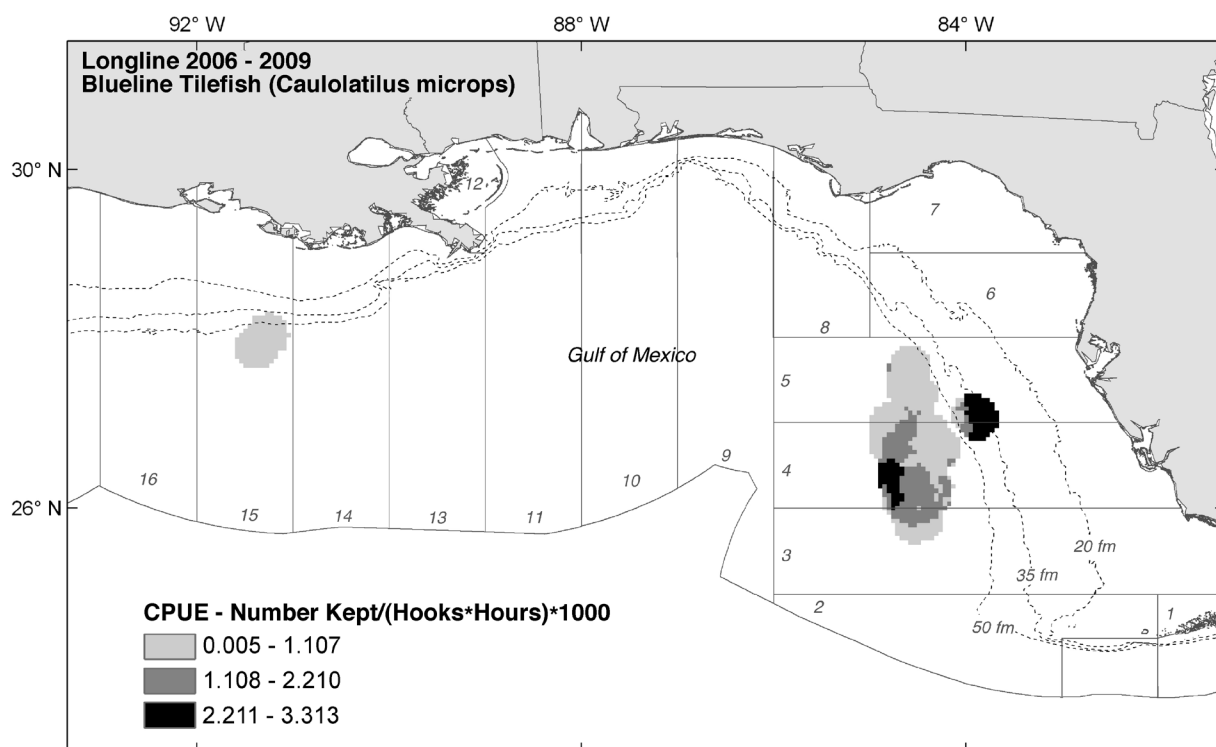 92° W 88° W 84° W
Longline 2006 - 2009
Blueline Tilefish (Caulolatilus microps)
30° N
12
7
6
8
Gulf of Mexico
5
9
4
16
10
26° N
15 14 13 11
20 fm
3
35 fm
2
1
50 fm
CPUE - Number Kept/(Hooks*Hours)*1000
0.005 - 1.107
1.108 - 2.210
2.211 - 3.313